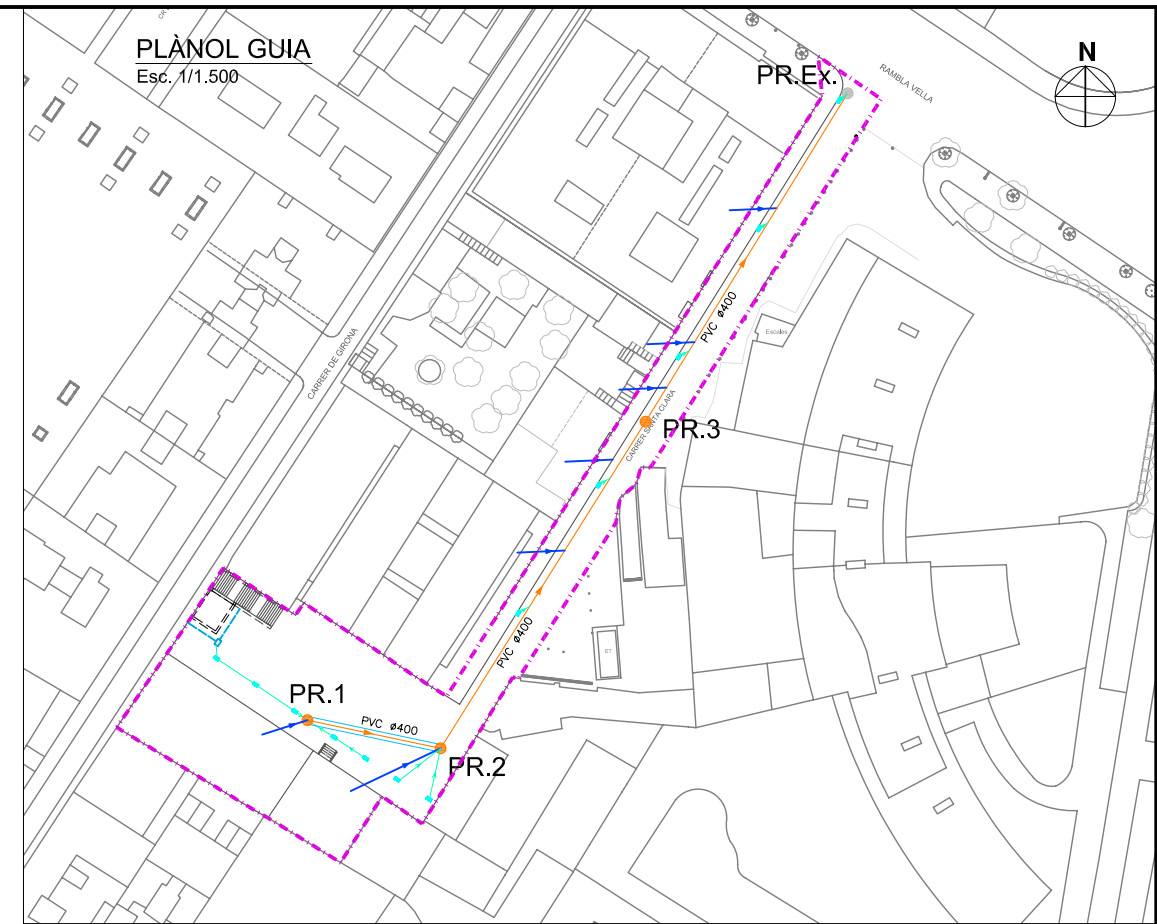 PLÀNOL GUIA
Esc. 1/1.500
N
PR.Ex.
RAMBLA VELLA
PVC ø400
Escales
CARRER DE GIRONA
CARRER SANTA CLARA
PR.3
PVC ø400
ET
PR.1
PVC ø400
PR.2